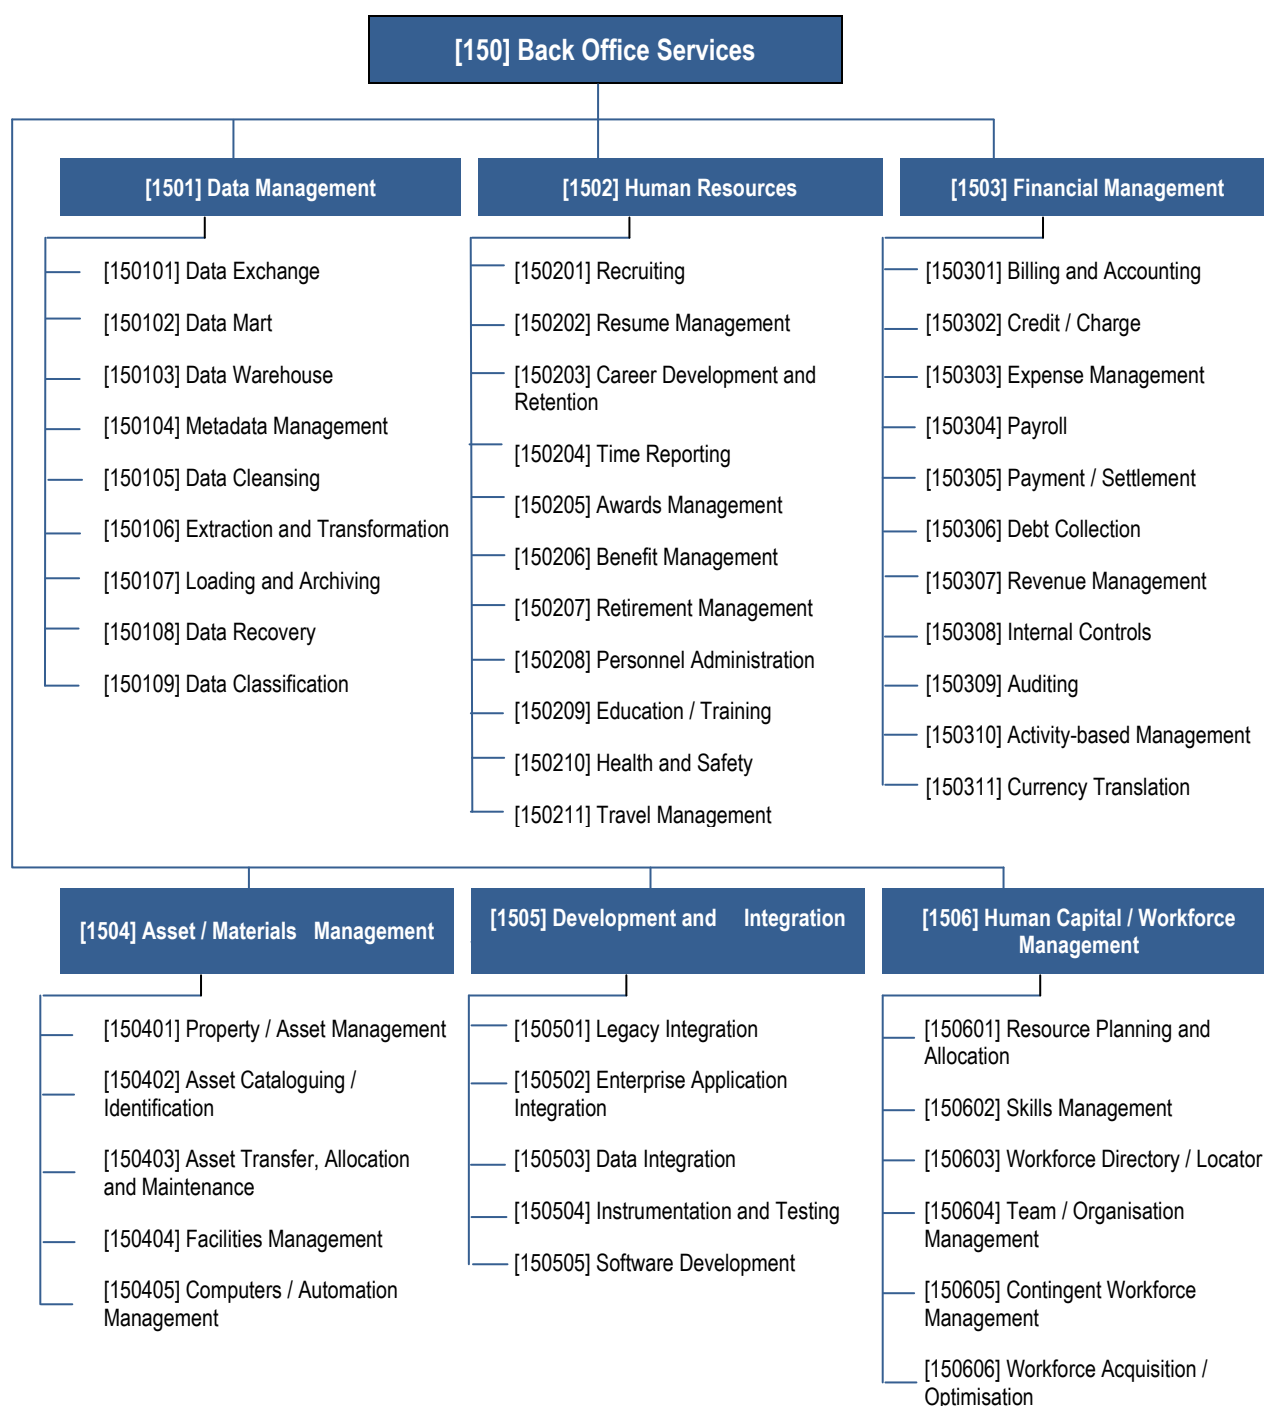 [150] Back Office Services
[1501] Data Management
[150101] Data Exchange
[150102] Data Mart
[150103] Data Warehouse
[150104] Metadata Management
[150105] Data Cleansing
[150106] Extraction and Transformation
[150107] Loading and Archiving
[150108] Data Recovery
[150109] Data Classification
[1502] Human Resources
[150201] Recruiting
[150202] Resume Management
[150203] Career Development and
Retention
[150204] Time Reporting
[150205] Awards Management
[150206] Benefit Management
[150207] Retirement Management
[150208] Personnel Administration
[150209] Education / Training
[150210] Health and Safety
[150211] Travel Management
[1503] Financial Management
[150301] Billing and Accounting
[150302] Credit / Charge
[150303] Expense Management
[150304] Payroll
[150305] Payment / Settlement
[150306] Debt Collection
[150307] Revenue Management
[150308] Internal Controls
[150309] Auditing
[150310] Activity-based Management
[150311] Currency Translation
[1504] Asset / Materials Management
[150401] Property / Asset Management
[150402] Asset Cataloguing /
Identification
[150403] Asset Transfer, Allocation
and Maintenance
[150404] Facilities Management
[150405] Computers / Automation
Management
[1505] Development and Integration
[150501] Legacy Integration
[150502] Enterprise Application
Integration
[150503] Data Integration
[150504] Instrumentation and Testing
[150505] Software Development
[1506] Human Capital / Workforce
Management
[150601] Resource Planning and
Allocation
[150602] Skills Management
[150603] Workforce Directory / Locator
[150604] Team / Organisation
Management
[150605] Contingent Workforce
Management
[150606] Workforce Acquisition /
Optimisation